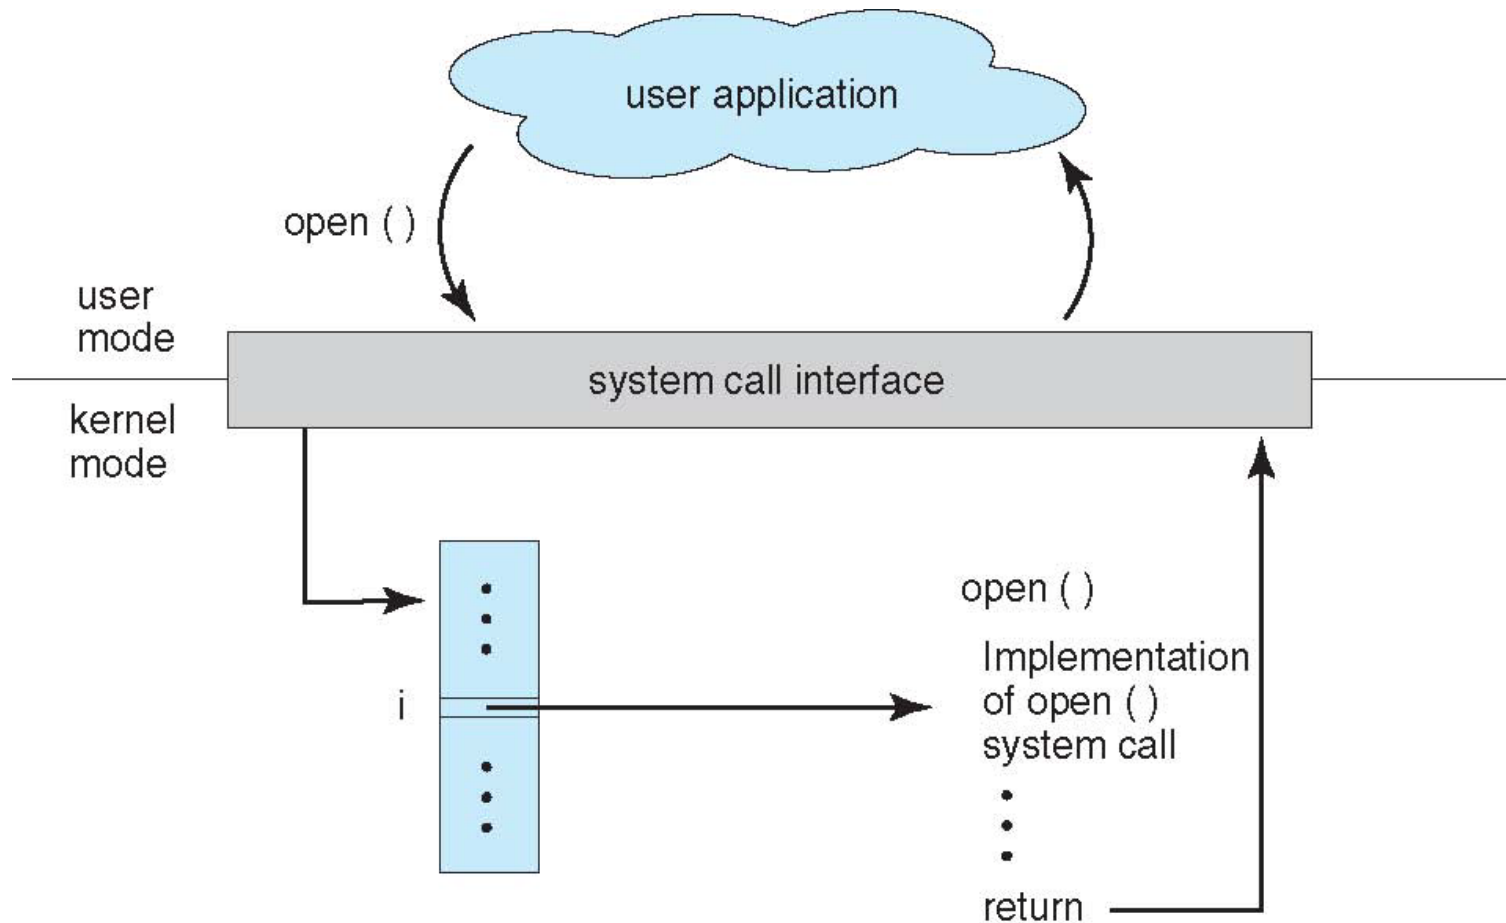 user application
open ( )
user
mode
system call interface
kernel
mode
open ( )
Implementation
of open ( )
system call
i
return